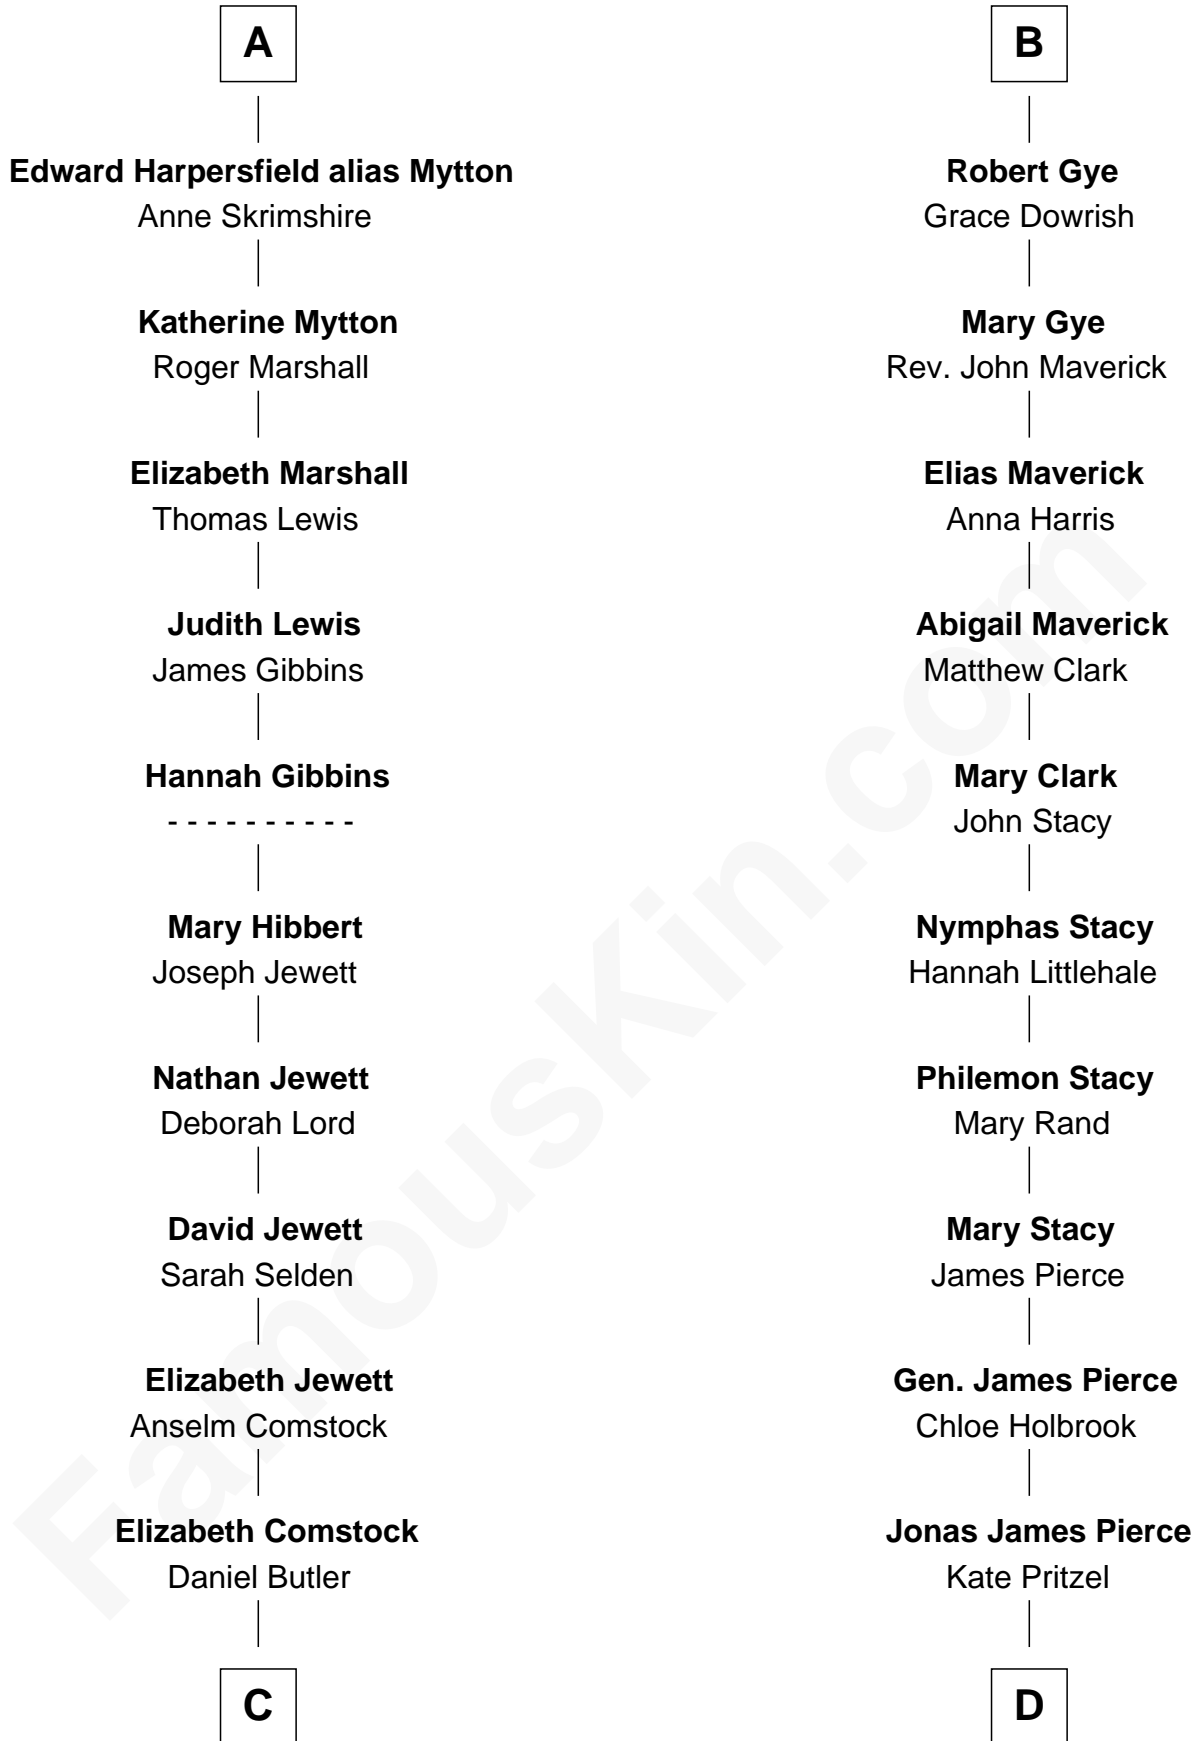 A
Edward Harpersfield alias Mytton
Anne Skrimshire
Katherine Mytton
Roger Marshall
Elizabeth Marshall
Thomas Lewis
Judith Lewis
James Gibbins
Hannah Gibbins
- - - - - - - - - -
Mary Hibbert
Joseph Jewett
Nathan Jewett
Deborah Lord
David Jewett
Sarah Selden
Elizabeth Jewett
Anselm Comstock
Elizabeth Comstock
Daniel Butler
C
B
Robert Gye
Grace Dowrish
Mary Gye
Rev. John Maverick
Elias Maverick
Anna Harris
Abigail Maverick
Matthew Clark
Mary Clark
John Stacy
Nymphas Stacy
Hannah Littlehale
Philemon Stacy
Mary Rand
Mary Stacy
James Pierce
Gen. James Pierce
Chloe Holbrook
Jonas James Pierce
Kate Pritzel
D
FamousKin.com